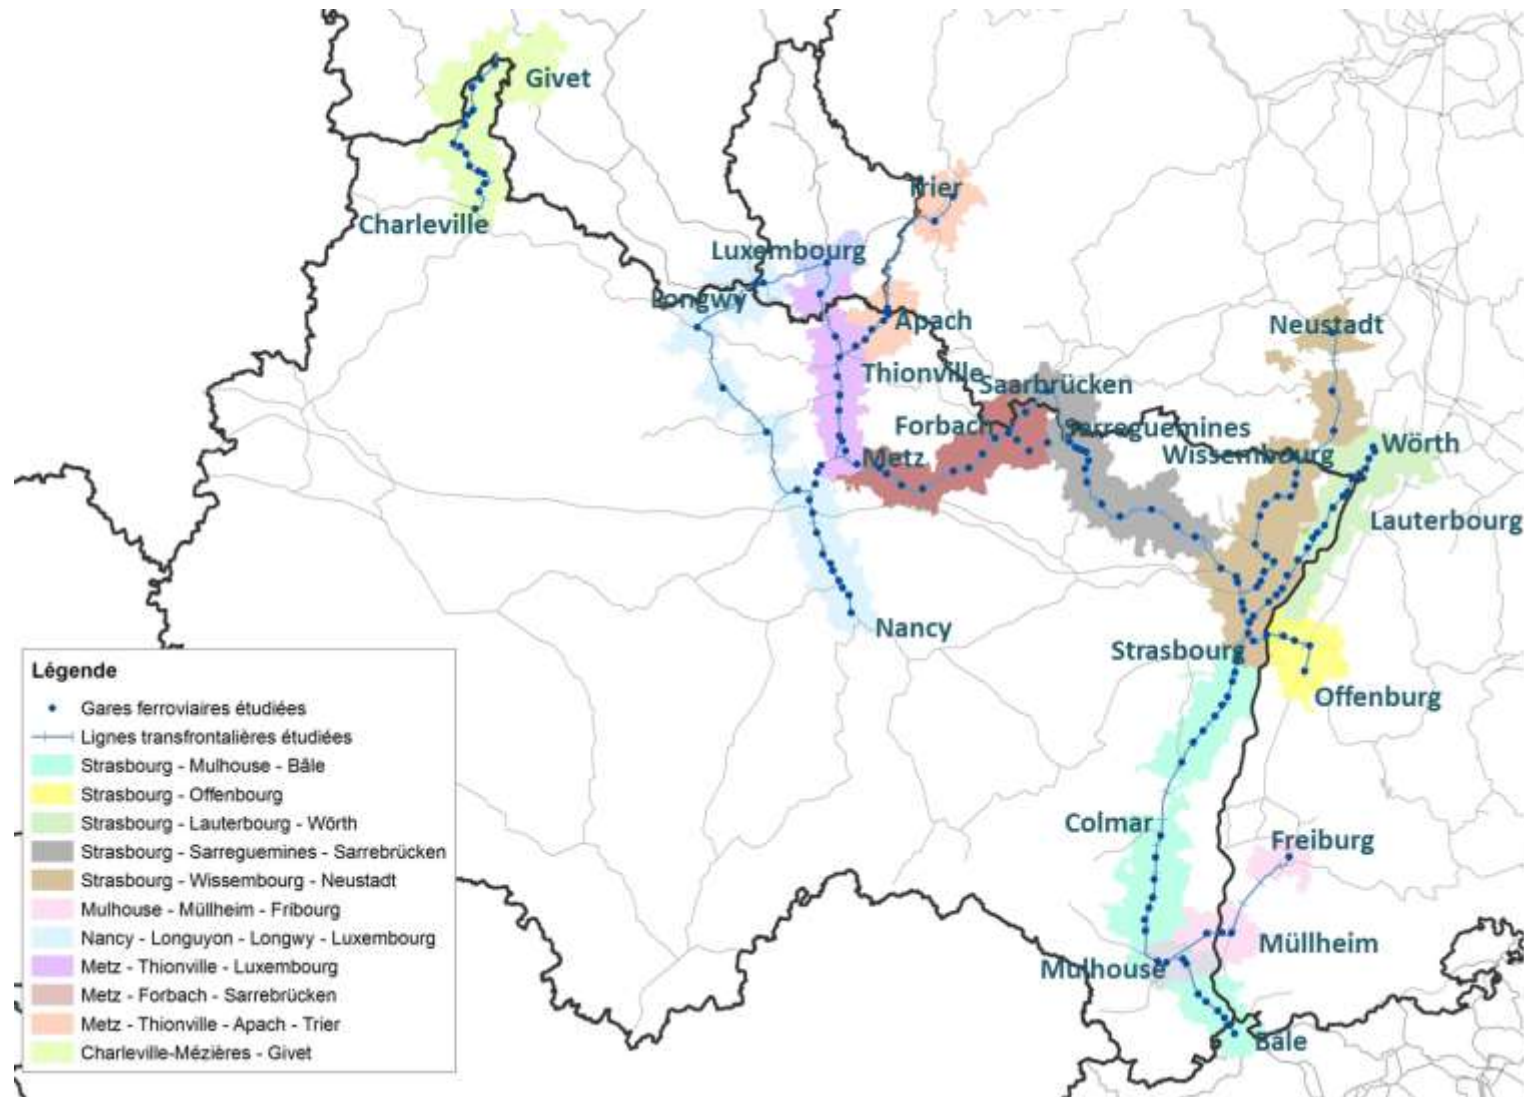 Givet
Charleville
Trier
Luxembourg
Longwy
Apach
Neustadt
Thionville
Saarbrücken
Forbach
Sarreguemines
Wissembourg
Wörth
Metz
Lauterbourg
Nancy
Strasbourg
Offenburg
Colmar
Freiburg
Müllheim
Mulhouse
Bâle
Légende
Gares ferroviaires étudiées
Lignes transfrontalières étudiées
Strasbourg - Mulhouse - Bâle
Strasbourg - Offenbourg
Strasbourg - Lauterbourg - Wörth
Strasbourg - Sarreguemines - Sarrebrücken
Strasbourg - Wissembourg - Neustadt
Mulhouse - Müllheim - Fribourg
Nancy - Longuyon - Longwy - Luxembourg
Metz - Thionville - Luxembourg
Metz - Forbach - Sarrebrücken
Metz - Thionville - Apach - Trier
Charleville-Mézières - Givet